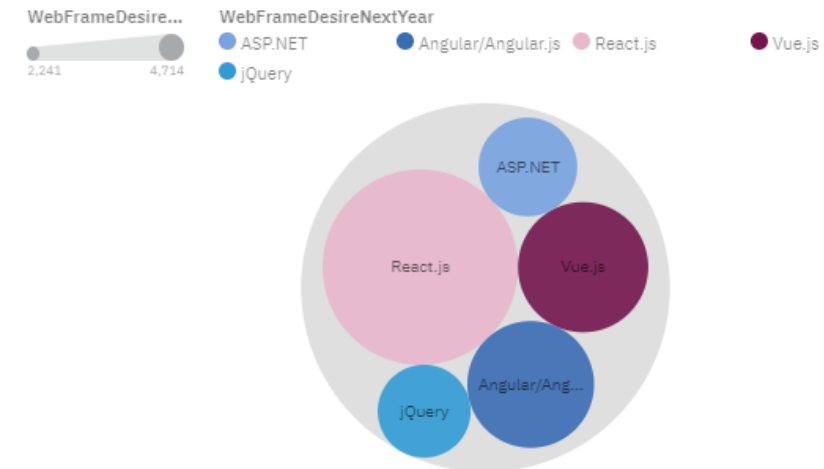 WebFrameDesire...
2,241 4,714
WebFrameDesireNextYear
ASP.NET Angular/Angular.js React.js Vue.js
jQuery
ASP.NET
React.js Vue.js
Angular/Ang...
jQuery